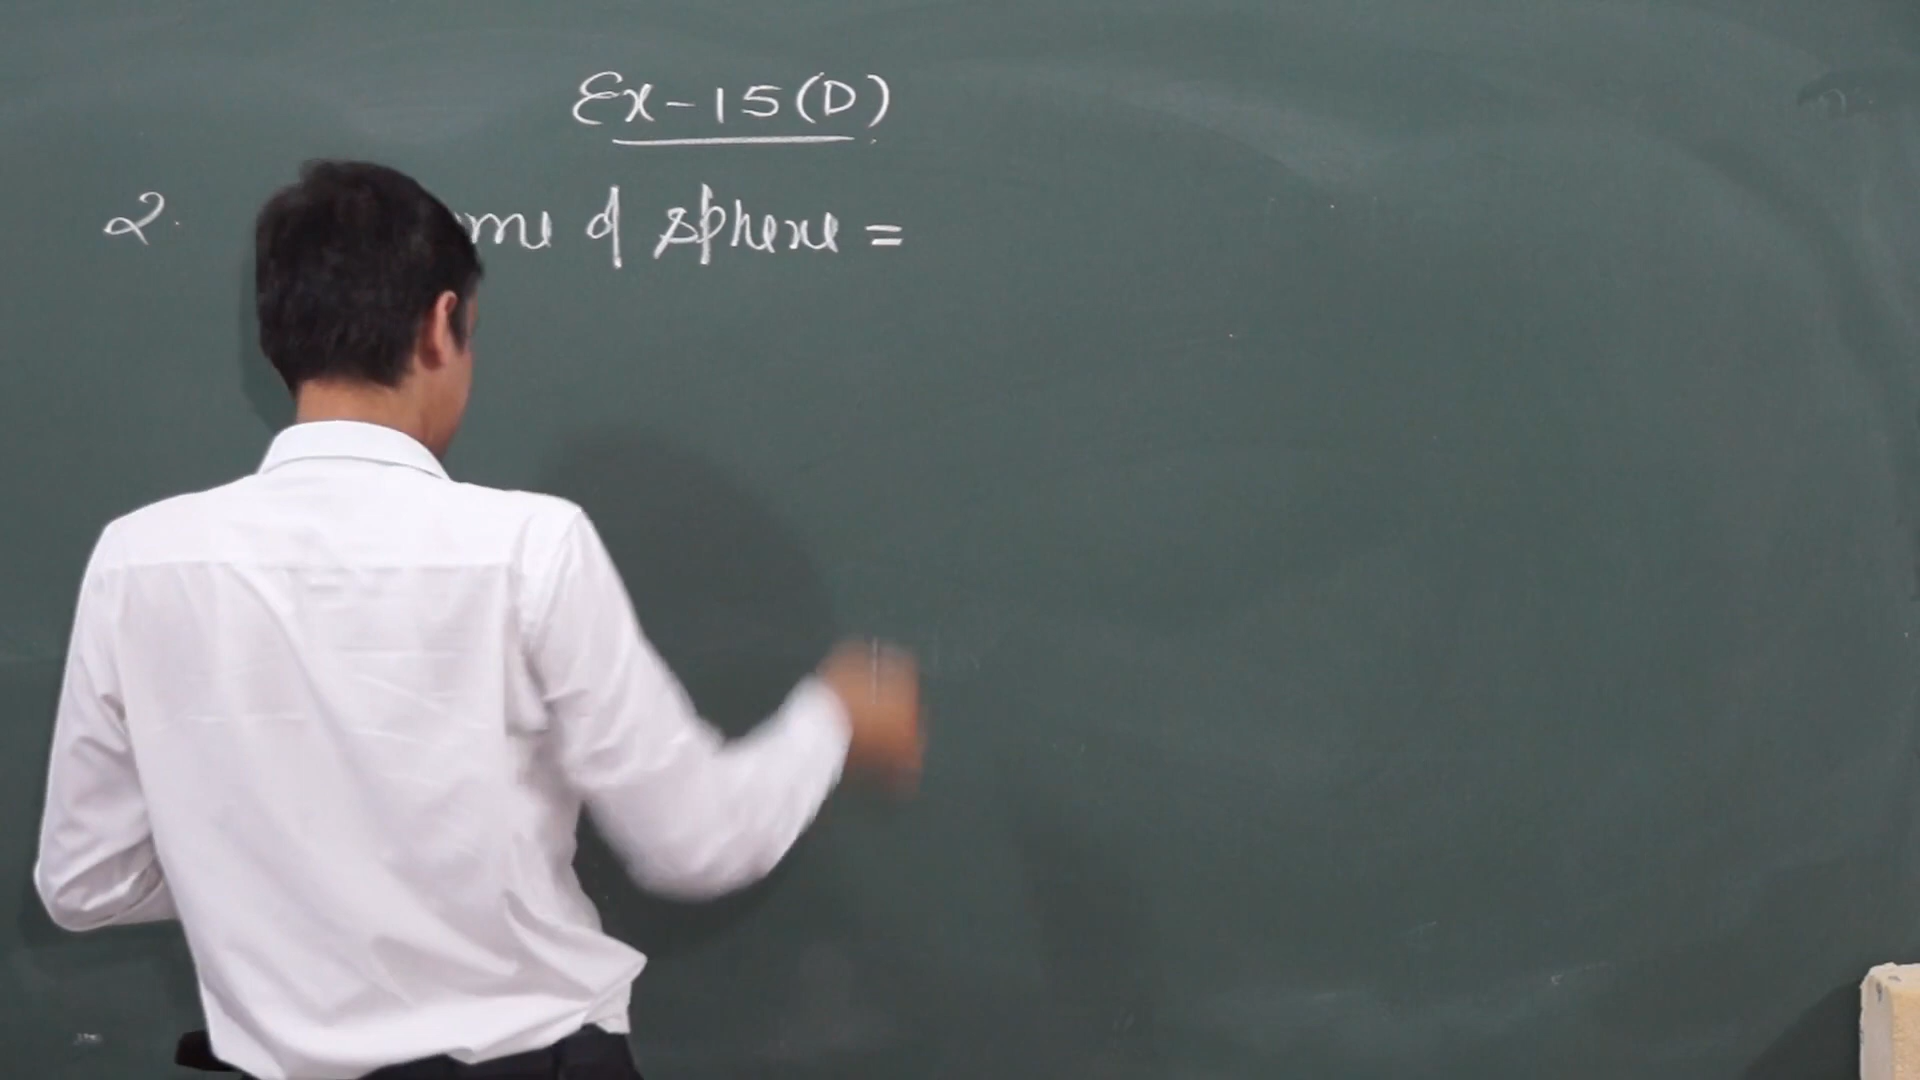 Ex-15(D)
2. me of sphere =